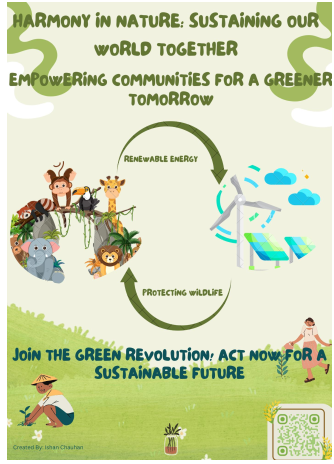 Harmony in Nature: Sustaining Our
World Together
Empowering Communities for a Greener
Tomorrow
Renewable Energy
Protecting Wildlife
Join the Green Revolution: Act Now for a
Sustainable Future
Created By: Ishan Chauhan